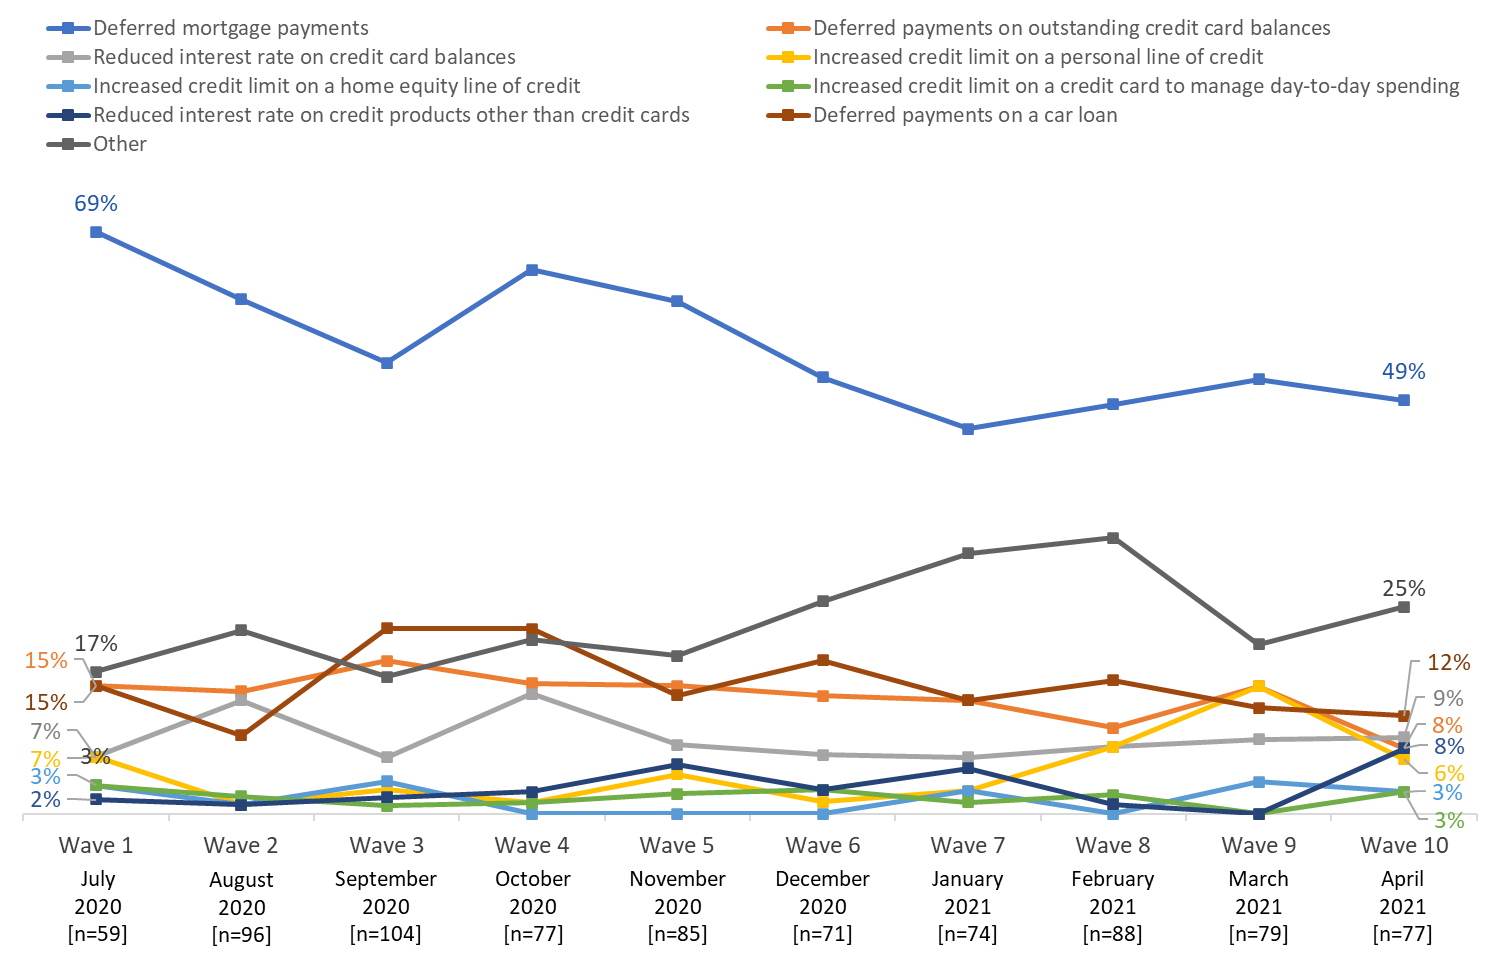 Deferred mortgage payments
Deferred payments on outstanding credit card balances
Reduced interest rate on credit card balances
Increased credit limit on a personal line of credit
Increased credit limit on a home equity line of credit
Increased credit limit on a credit card to manage day-to-day spending
Reduced interest rate on credit products other than credit cards
Deferred payments on a car loan
Other
69%
49%
25%
17%
15%
15%
7%
3%
7%
3%
2%
12%
9%
8%
8%
6%
3%
3%
Wave 1
Wave 2
Wave 3
Wave 4
Wave 5
Wave 6
Wave 7
Wave 8
Wave 9
Wave 10
July
2020
[n=59]
August
2020
[n=96]
September
2020
[n=104]
October
2020
[n=77]
November
2020
[n=85]
December
2020
[n=71]
January
2021
[n=74]
February
2021
[n=88]
March
2021
[n=79]
April
2021
[n=77]